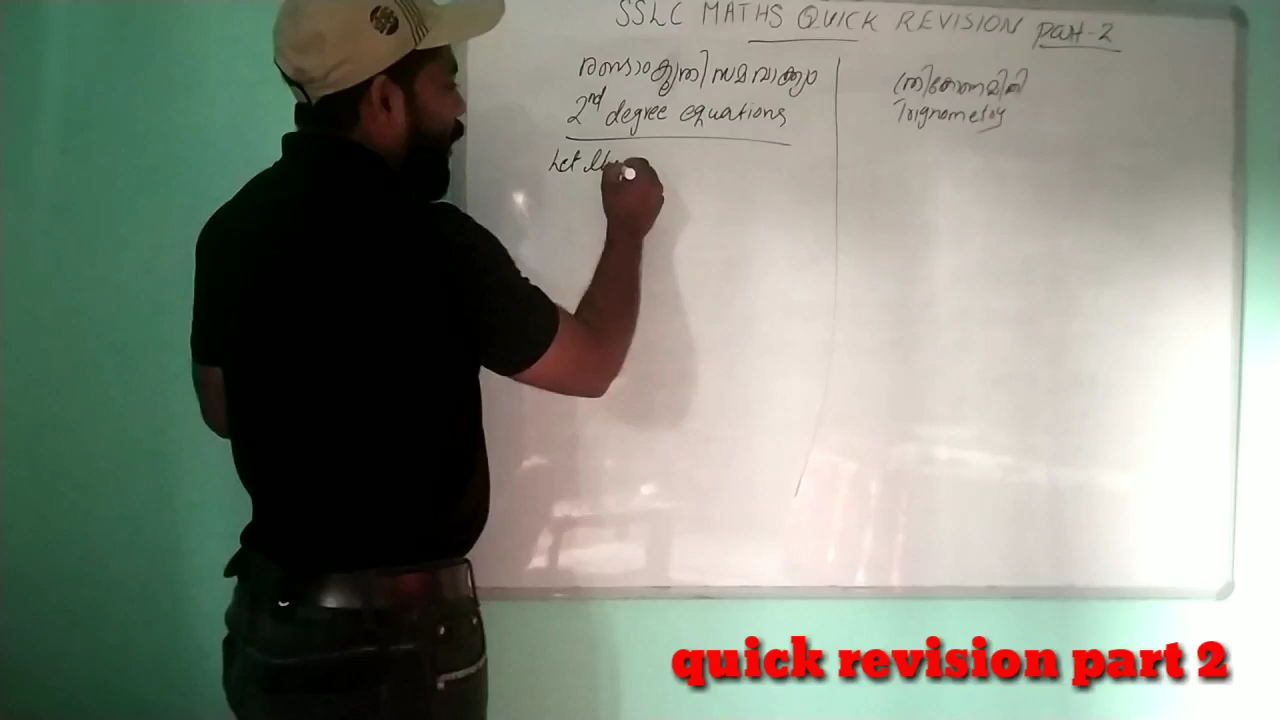 SSLC MATHS QUICK REVISION part-2
രണ്ടാംകൃതി സമവാക്യം
2nd degree equations
Let
ത്രികോണമിതി
Trignometry
quick revision part 2